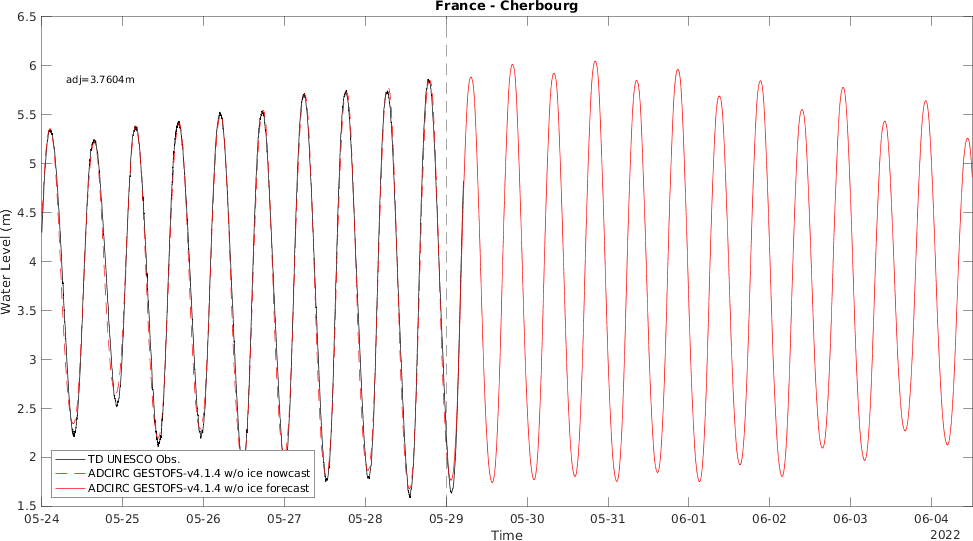 France - Cherbourg
6.5
6
5.5
5
4.5
4
3.5
3
2.5
2
1.5
Water Level (m)
adj=3.7604m
TD UNESCO Obs.
ADCIRC GESTOFS-v4.1.4 w/o ice nowcast
ADCIRC GESTOFS-v4.1.4 w/o ice forecast
05-24 05-25 05-26 05-27 05-28 05-29 05-30 05-31 06-01 06-02 06-03 06-04
2022
Time